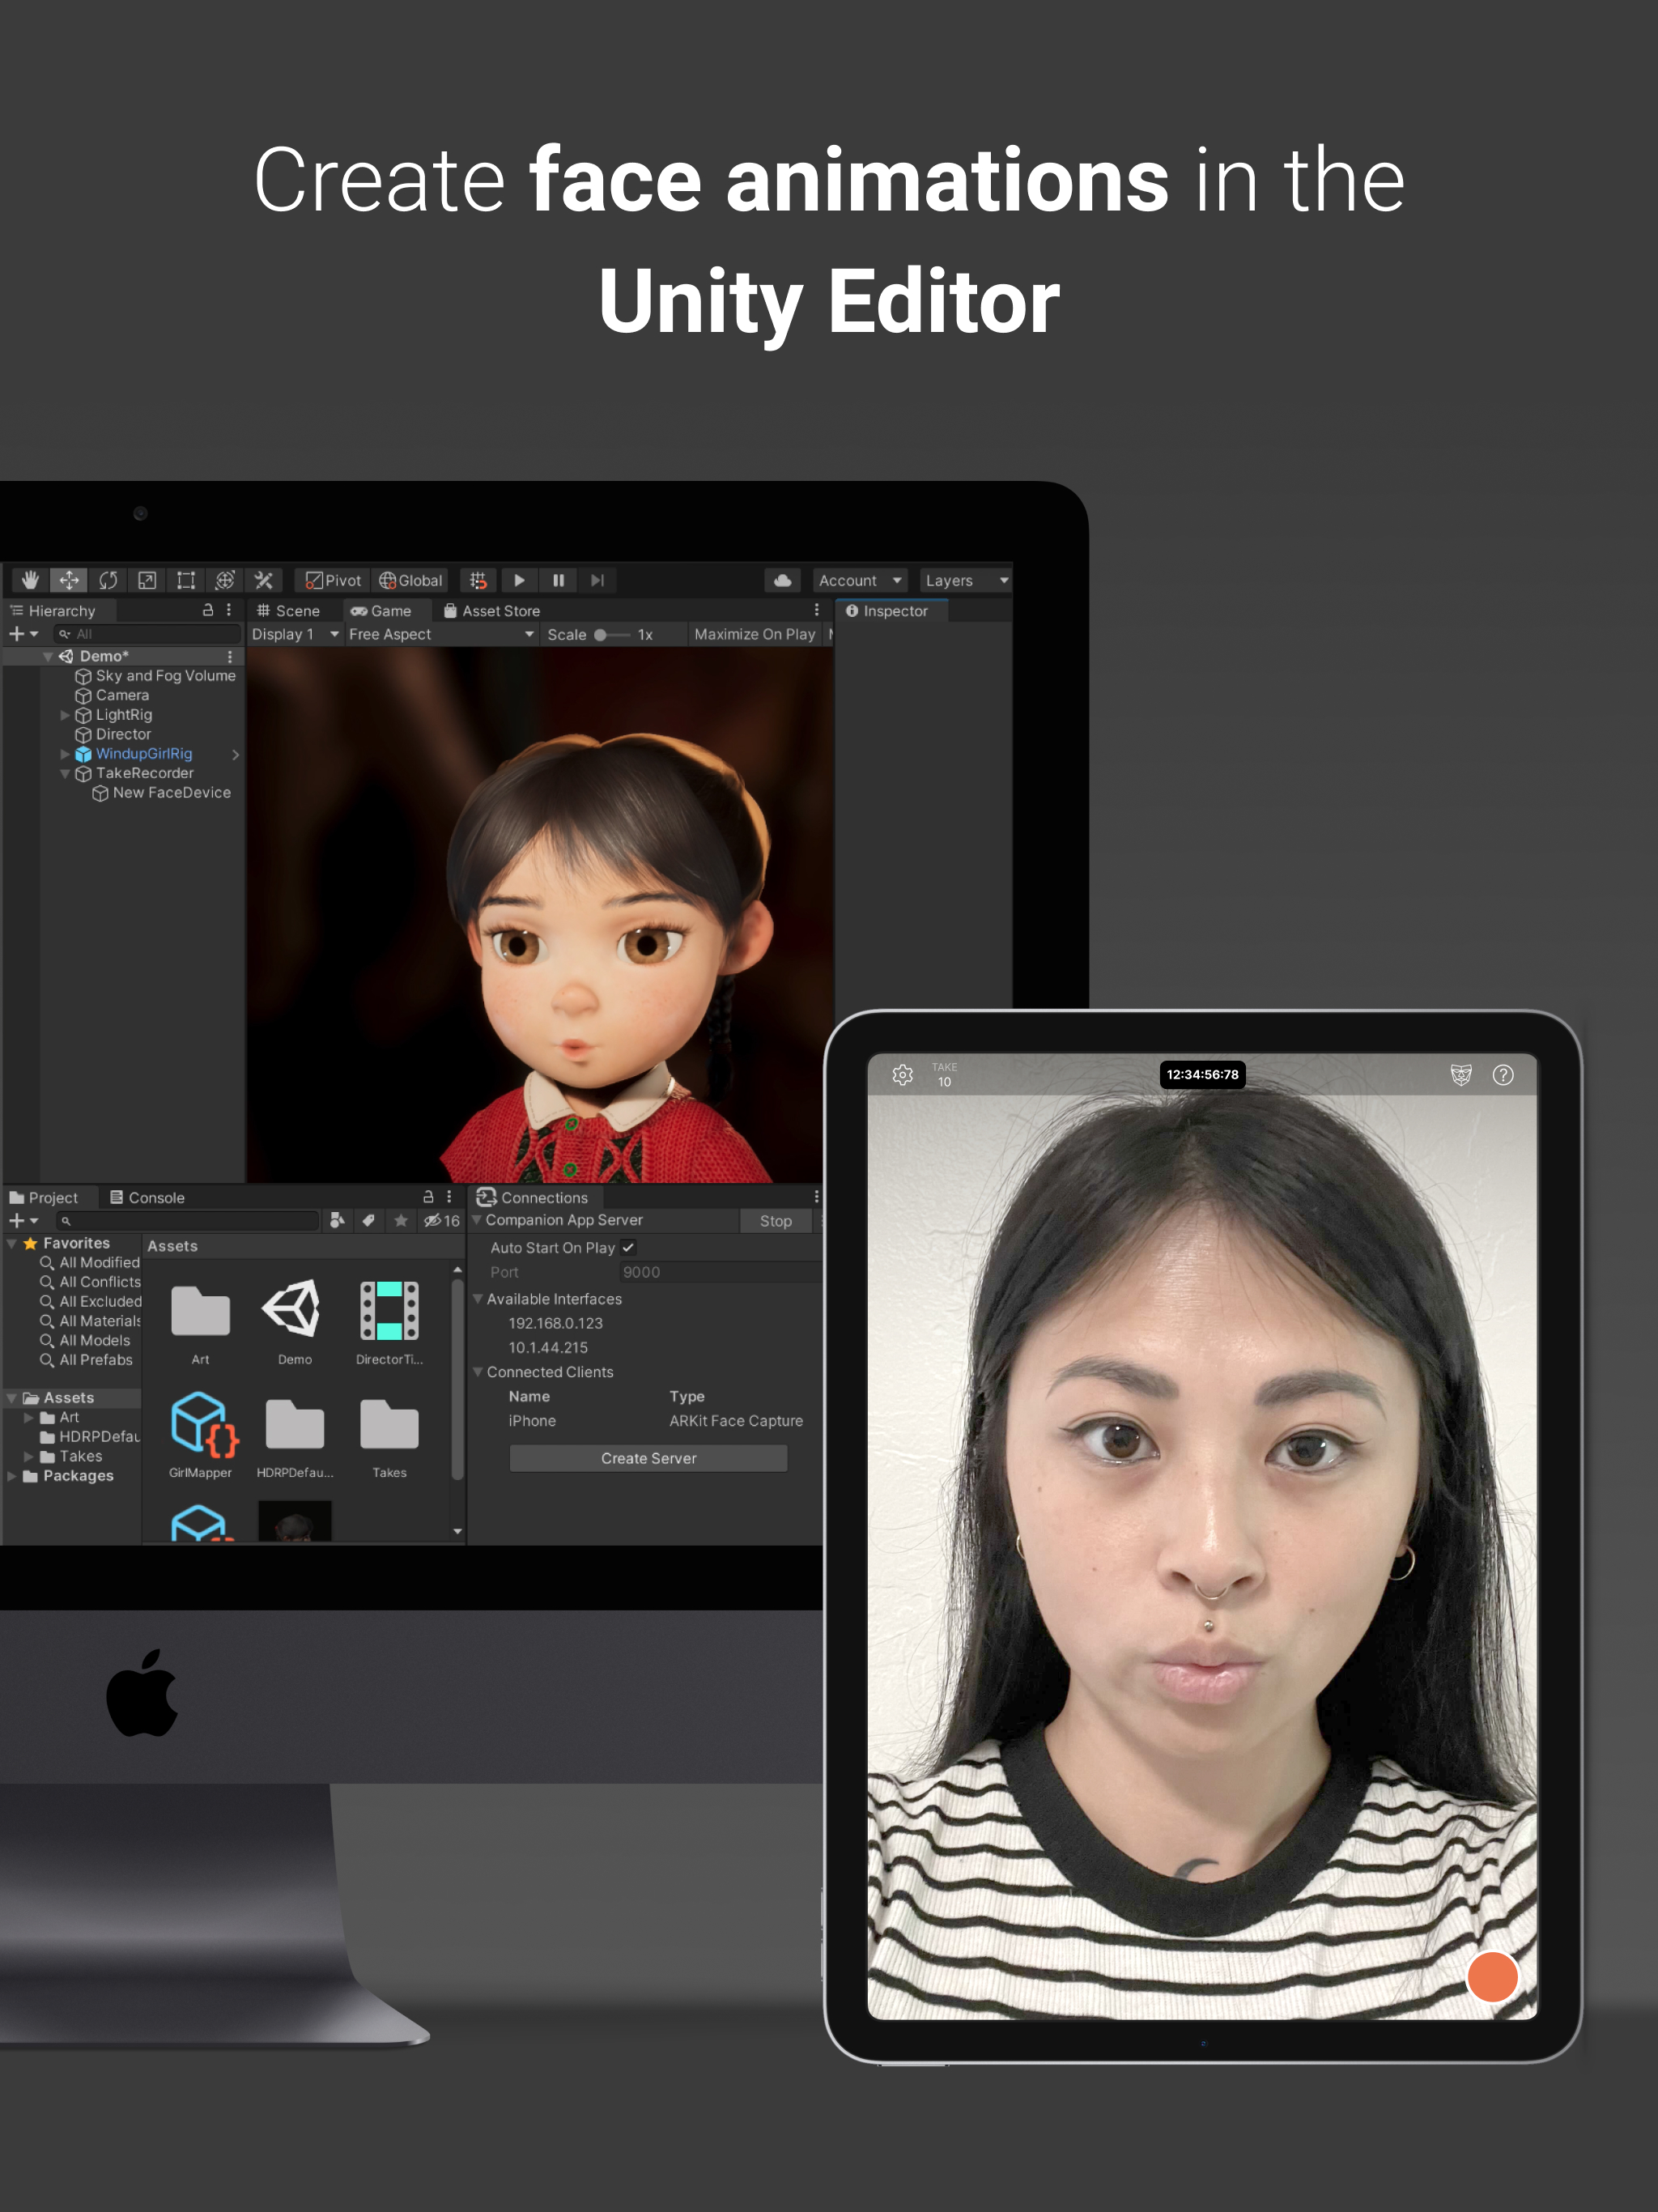 Create face animations in the
Unity Editor
Pivot Global Account Layers
Hierarchy Scene Game Asset Store Inspector
All Display 1 Free Aspect Scale 1x Maximize On Play
Demo*
Sky and Fog Volume
Camera
LightRig
Director
WindupGirlRig
TakeRecorder
New FaceDevice
TAKE
10
12:34:56:78
?
Project Console
16
Favorites
All Modified
All Conflicts
All Excluded
All Materials
All Models
All Prefabs
Assets
Art
HDRPDefau
Takes
Packages
Assets
Art Demo DirectorTi...
GirlMapper HDRPDefau... Takes
Connections
Companion App Server Stop
Auto Start On Play
Port 9000
Available Interfaces
192.168.0.123
10.1.44.215
Connected Clients
Name Type
iPhone ARKit Face Capture
Create Server